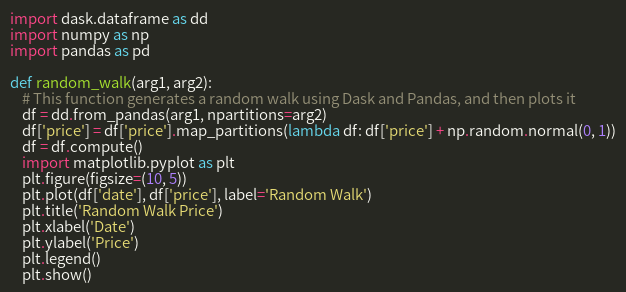 import dask.dataframe as dd
import numpy as np
import pandas as pd

def random_walk(arg1, arg2):
    # This function generates a random walk using Dask and Pandas, and then plots it
    df = dd.from_pandas(arg1, npartitions=arg2)
    df['price'] = df['price'].map_partitions(lambda df: df['price'] + np.random.normal(0, 1))
    df = df.compute()
    import matplotlib.pyplot as plt
    plt.figure(figsize=(10, 5))
    plt.plot(df['date'], df['price'], label='Random Walk')
    plt.title('Random Walk Price')
    plt.xlabel('Date')
    plt.ylabel('Price')
    plt.legend()
    plt.show()